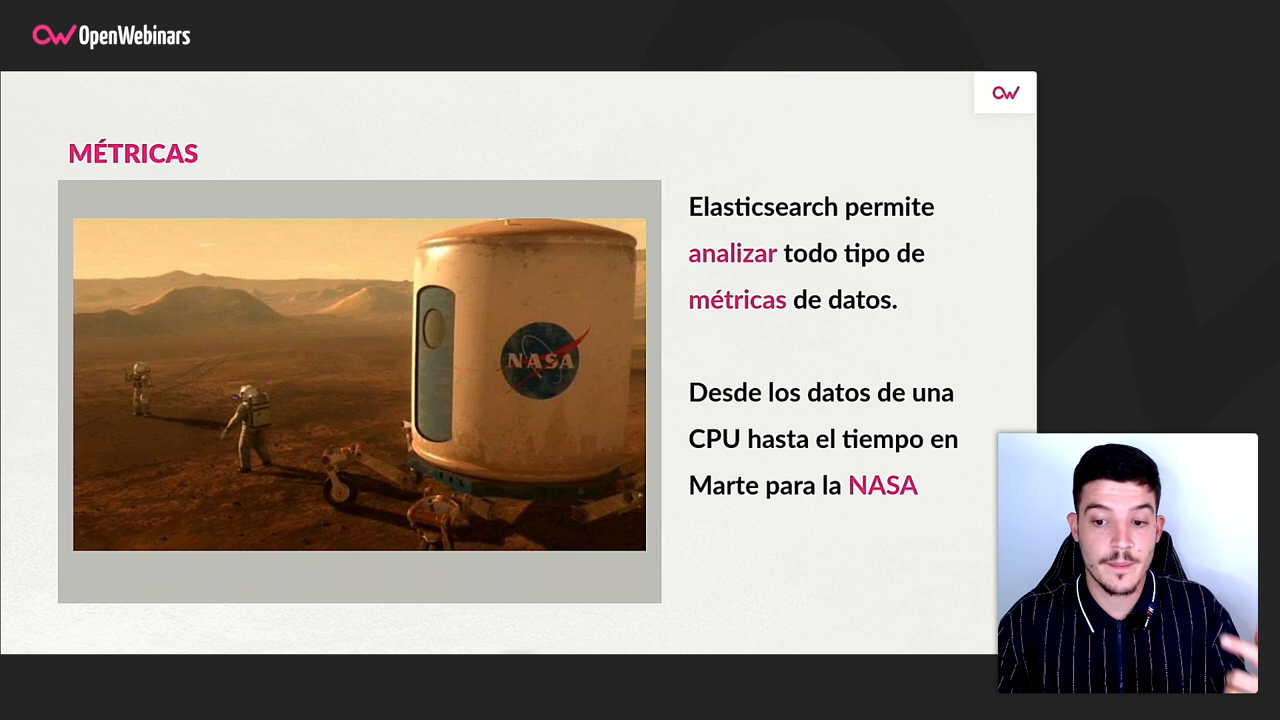 OpenWebinars
MÉTRICAS
Elasticsearch permite
analizar todo tipo de
métricas de datos.
Desde los datos de una
CPU hasta el tiempo en
Marte para la NASA
NASA